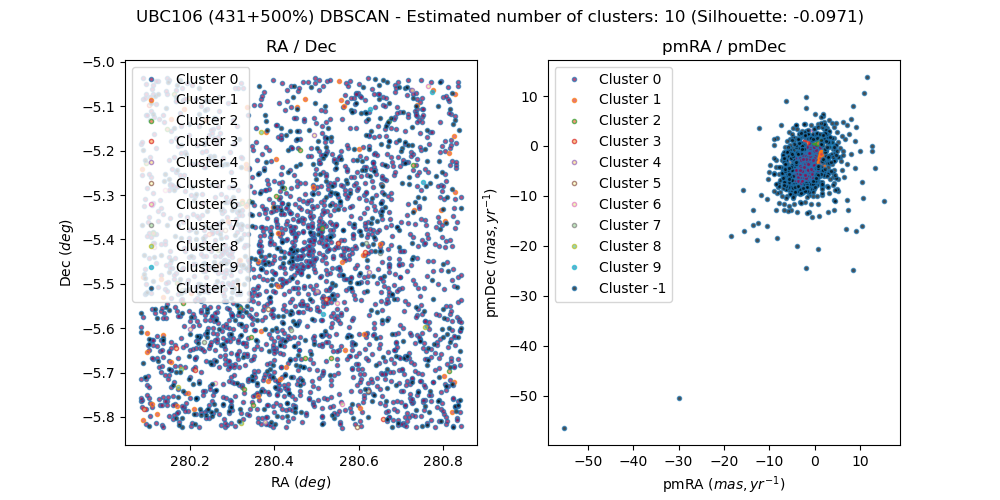 UBC106 (431+500%) DBSCAN - Estimated number of clusters: 10 (Silhouette: -0.0971)
RA / Dec
−5.0
−5.1
−5.2
−5.3
−5.4
−5.5
−5.6
−5.7
−5.8
Dec (deg)
Cluster 0
Cluster 1
Cluster 2
Cluster 3
Cluster 4
Cluster 5
Cluster 6
Cluster 7
Cluster 8
Cluster 9
Cluster -1
280.2
280.4
280.6
280.8
RA (deg)
pmRA / pmDec
10
0
−10
−20
−30
−40
−50
pmDec (mas, yr⁻¹)
Cluster 0
Cluster 1
Cluster 2
Cluster 3
Cluster 4
Cluster 5
Cluster 6
Cluster 7
Cluster 8
Cluster 9
Cluster -1
−50
−40
−30
−20
−10
0
10
pmRA (mas, yr⁻¹)